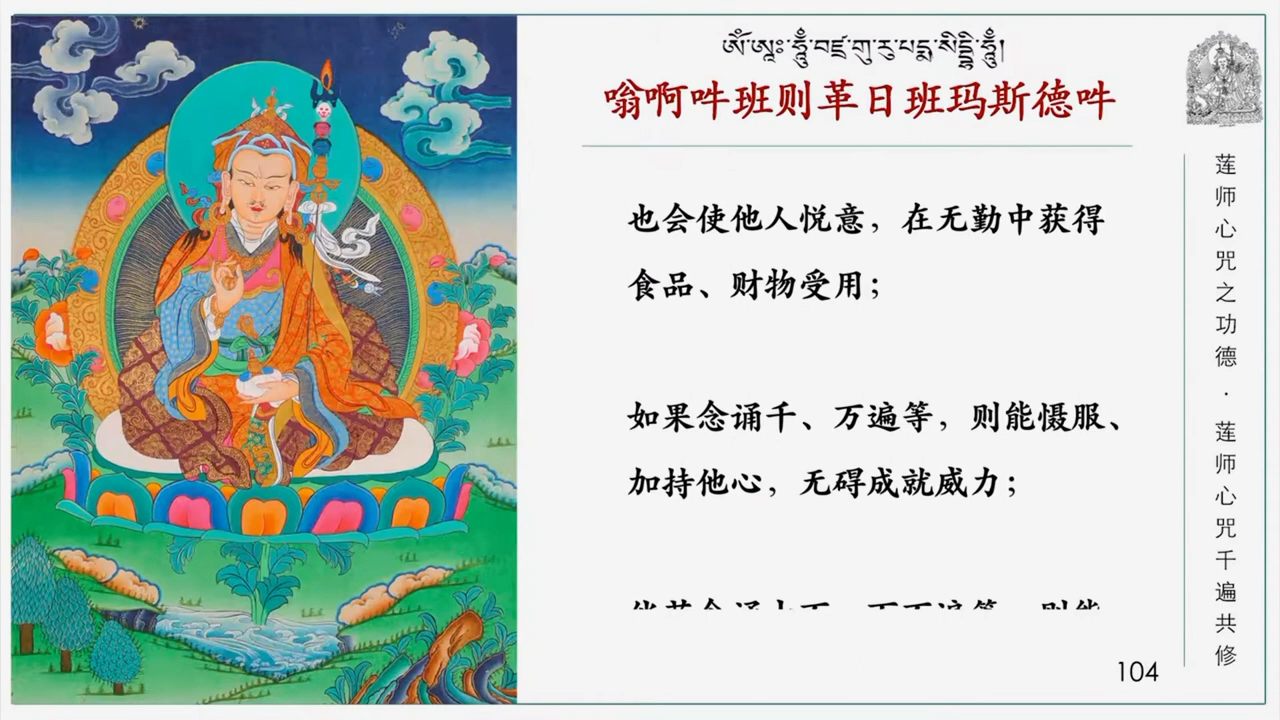 ༀ་ཨཱཿ་ཧཱུྃ་བཛྲ་གུ་རུ་པདྨ་སིདྡྷི་ཧཱུྃ།
嗡啊吽班则革日班玛斯德吽
也会使他人悦意，在无勤中获得
食品、财物受用；
如果念诵千、万遍等，则能慑服、
加持他心，无碍成就威力；
莲师心咒之功德·莲师心咒千遍共修
104